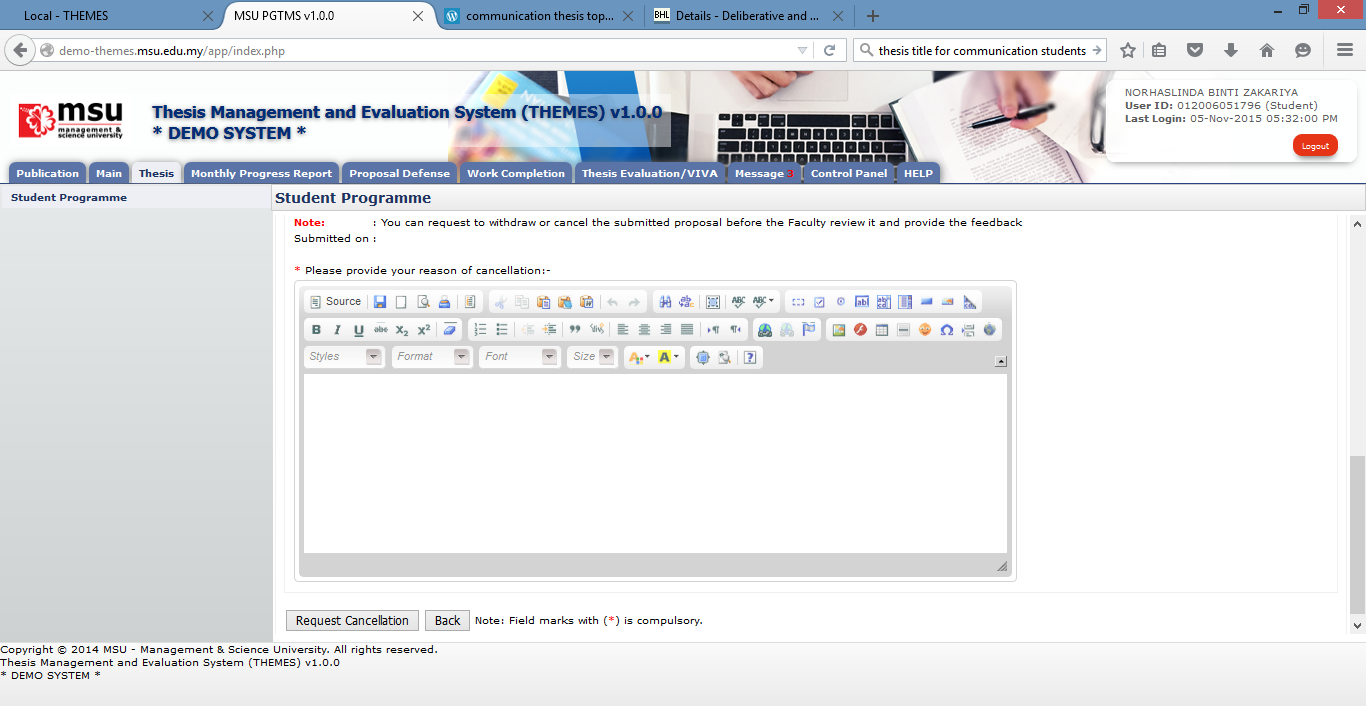 Local - THEMES
MSU PGTMS v1.0.0
communication thesis top...
BHL Details - Deliberative and ...
demo-themes.msu.edu.my/app/index.php
thesis title for communication students
msu
management &
science university
Thesis Management and Evaluation System (THEMES) v1.0.0
* DEMO SYSTEM *
NORHASLINDA BINTI ZAKARIYA
User ID: 012006051796 (Student)
Last Login: 05-Nov-2015 05:32:00 PM
Logout
Publication Main Thesis Monthly Progress Report Proposal Defense Work Completion Thesis Evaluation/VIVA Message 3 Control Panel HELP
Student Programme
Student Programme
Note: : You can request to withdraw or cancel the submitted proposal before the Faculty review it and provide the feedback
Submitted on :
* Please provide your reason of cancellation:-
Source
Styles Format Font Size
Request Cancellation Back Note: Field marks with (*) is compulsory.
Copyright © 2014 MSU - Management & Science University. All rights reserved.
Thesis Management and Evaluation System (THEMES) v1.0.0
* DEMO SYSTEM *